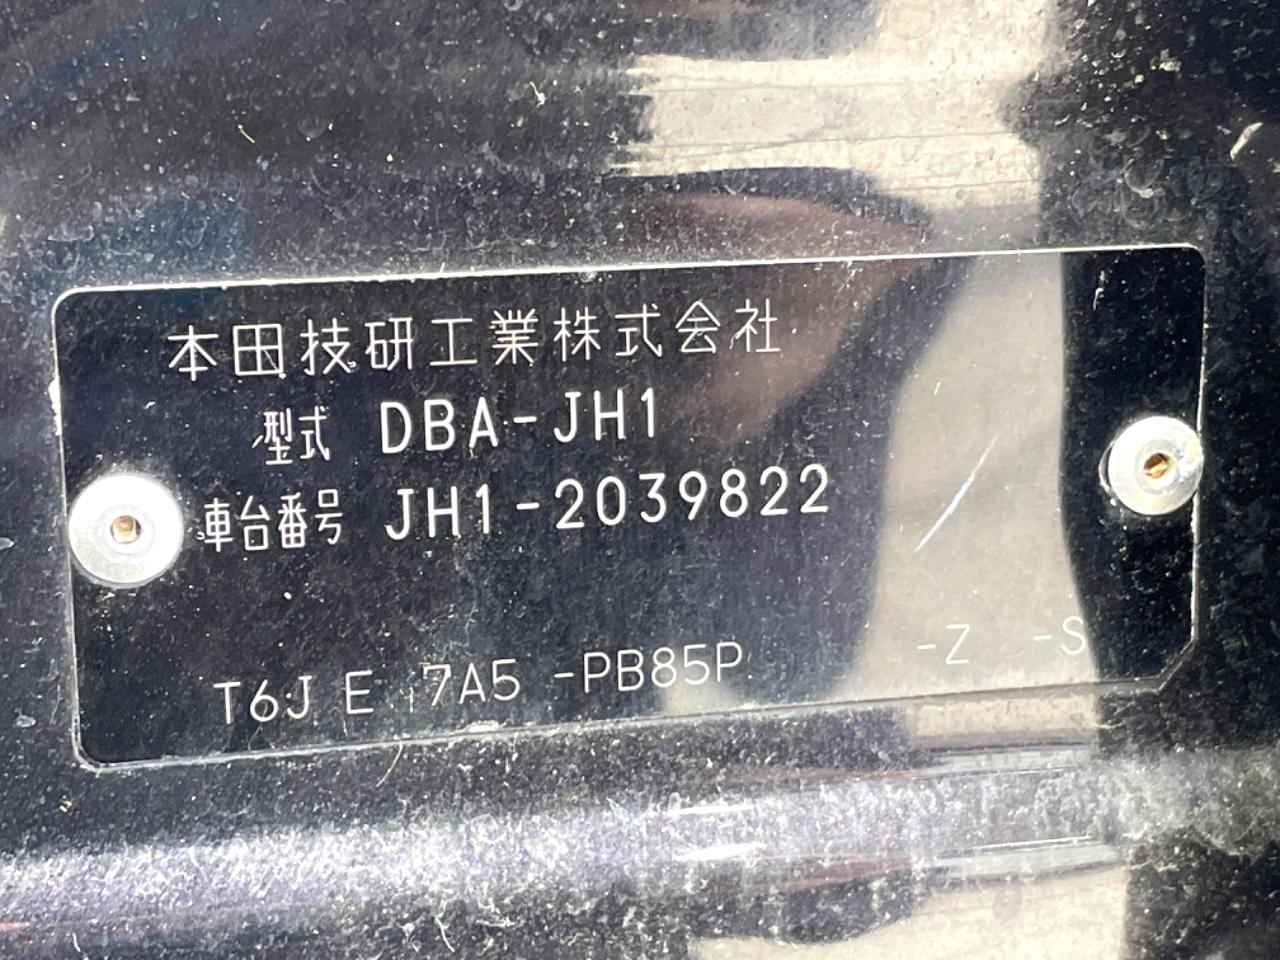 本田技研工業株式会社
型式 DBA-JH1
車台番号 JH1-2039822
T6J E 7A5 -PB85P -Z -S